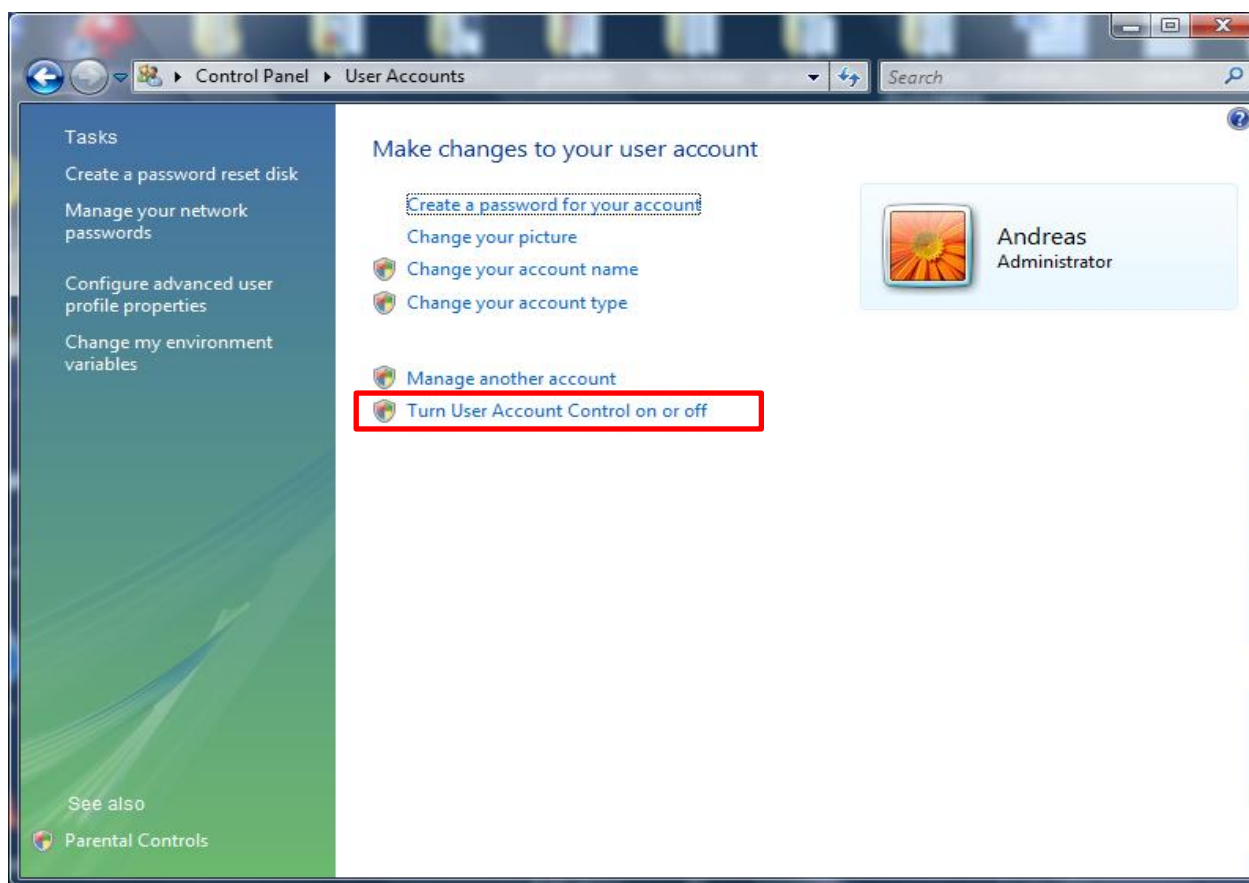 Control Panel
User Accounts
Search
Tasks
Create a password reset disk
Manage your network
passwords
Configure advanced user
profile properties
Change my environment
variables
See also
Parental Controls
Make changes to your user account
Create a password for your account
Change your picture
Change your account name
Change your account type
Manage another account
Turn User Account Control on or off
Andreas
Administrator